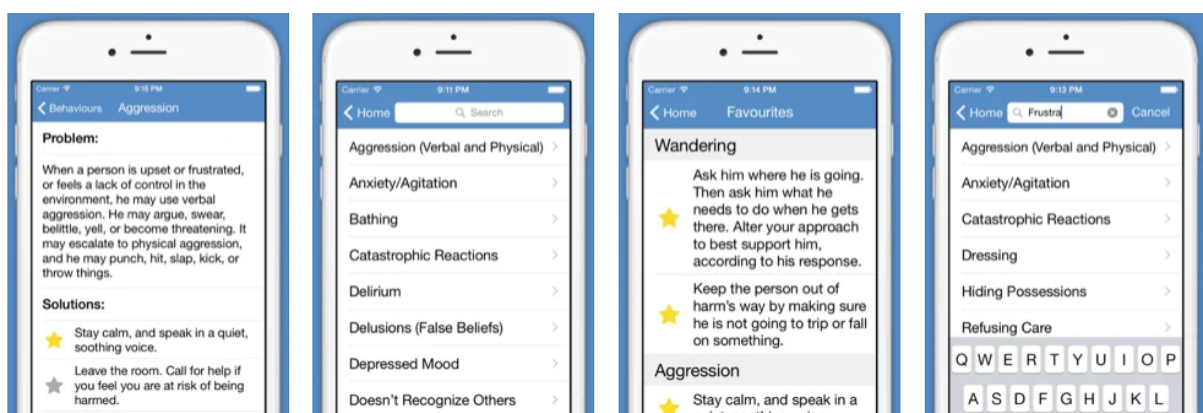 Carrier 9:15 PM
Behaviours Aggression
Problem:
When a person is upset or frustrated,
or feels a lack of control in the
environment, he may use verbal
aggression. He may argue, swear,
belittle, yell, or become threatening. It
may escalate to physical aggression,
and he may punch, hit, slap, kick, or
throw things.
Solutions:
Stay calm, and speak in a quiet,
soothing voice.
Leave the room. Call for help if
you feel you are at risk of being
harmed.
Carrier 9:11 PM
Home Search
Aggression (Verbal and Physical)
Anxiety/Agitation
Bathing
Catastrophic Reactions
Delirium
Delusions (False Beliefs)
Depressed Mood
Doesn't Recognize Others
Carrier 9:14 PM
Home Favourites
Wandering
Ask him where he is going.
Then ask him what he
needs to do when he gets
there. Alter your approach
to best support him,
according to his response.
Keep the person out of
harm's way by making sure
he is not going to trip or fall
on something.
Aggression
Stay calm, and speak in a
Carrier 9:13 PM
Home Frustra Cancel
Aggression (Verbal and Physical)
Anxiety/Agitation
Catastrophic Reactions
Dressing
Hiding Possessions
Refusing Care
Q W E R T Y U I O P
A S D F G H J K L